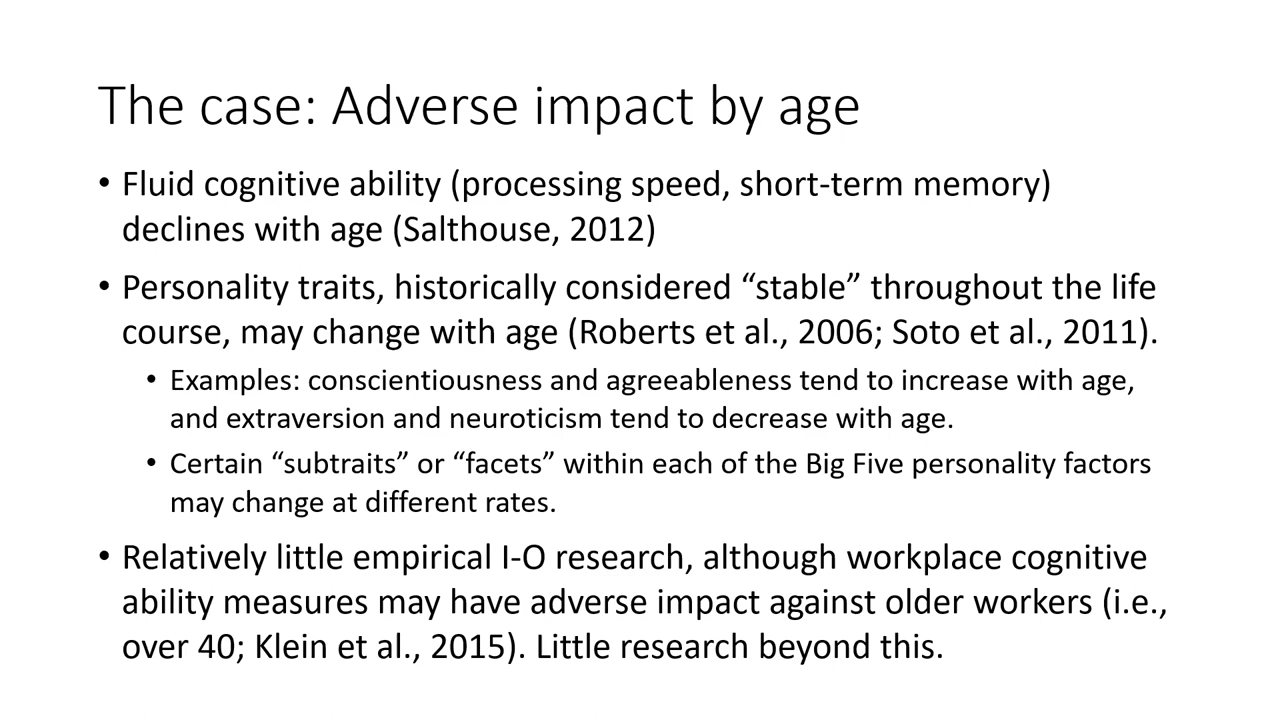 The case: Adverse impact by age
• Fluid cognitive ability (processing speed, short-term memory)
declines with age (Salthouse, 2012)
• Personality traits, historically considered “stable” throughout the life
course, may change with age (Roberts et al., 2006; Soto et al., 2011).
• Examples: conscientiousness and agreeableness tend to increase with age,
and extraversion and neuroticism tend to decrease with age.
• Certain “subtraits” or “facets” within each of the Big Five personality factors
may change at different rates.
• Relatively little empirical I-O research, although workplace cognitive
ability measures may have adverse impact against older workers (i.e.,
over 40; Klein et al., 2015). Little research beyond this.